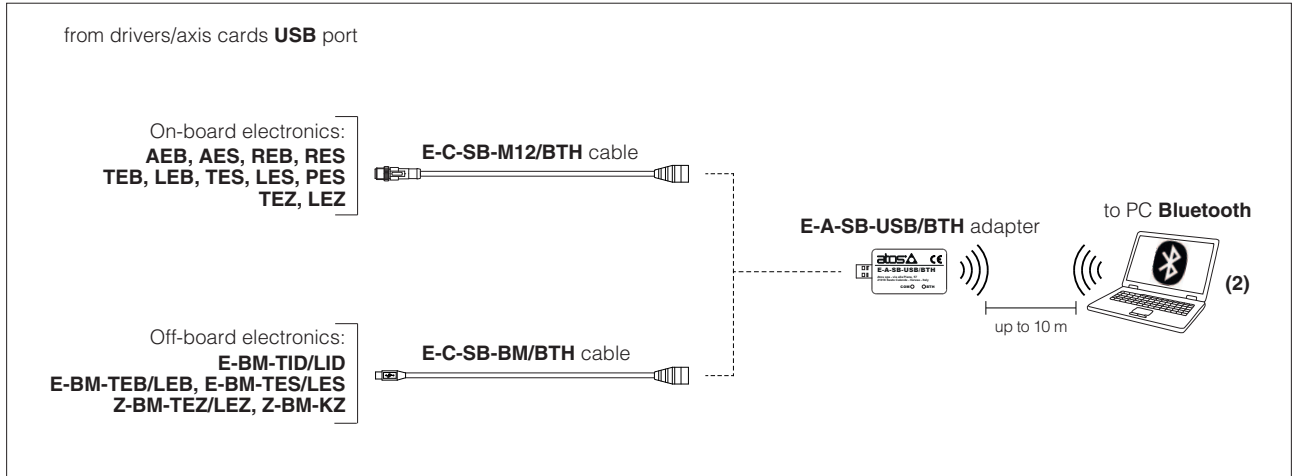 from drivers/axis cards USB port
On-board electronics:
AEB, AES, REB, RES
TEB, LEB, TES, LES, PES
TEZ, LEZ
E-C-SB-M12/BTH cable
E-A-SB-USB/BTH adapter
atos CE
E-A-SB-USB/BTH
COM BTH
to PC Bluetooth
(2)
up to 10 m
Off-board electronics:
E-BM-TID/LID
E-BM-TEB/LEB, E-BM-TES/LES
Z-BM-TEZ/LEZ, Z-BM-KZ
E-C-SB-BM/BTH cable